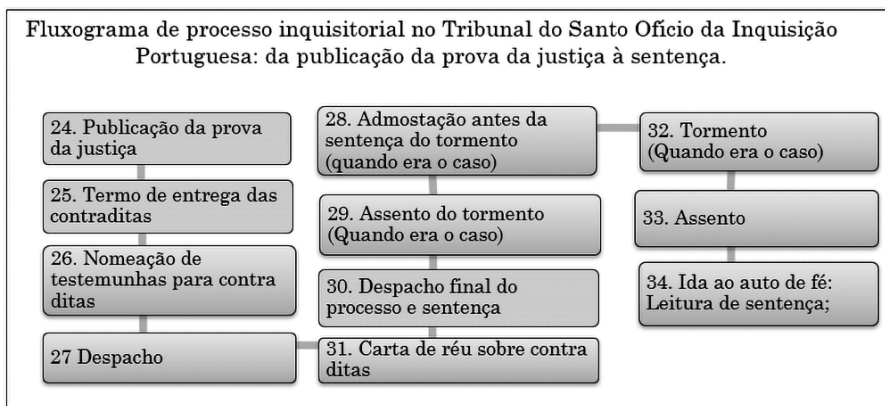 Fluxograma de processo inquisitorial no Tribunal do Santo Ofício da Inquisição
Portuguesa: da publicação da prova da justiça à sentença.
24. Publicação da prova
da justiça
25. Termo de entrega das
contraditas
26. Nomeação de
testemunhas para contra
ditas
27 Despacho
28. Admostação antes da
sentença do tormento
(quando era o caso)
29. Assento do tormento
(Quando era o caso)
30. Despacho final do
processo e sentença
31. Carta de réu sobre contra
ditas
32. Tormento
(Quando era o caso)
33. Assento
34. Ida ao auto de fé:
Leitura de sentença;